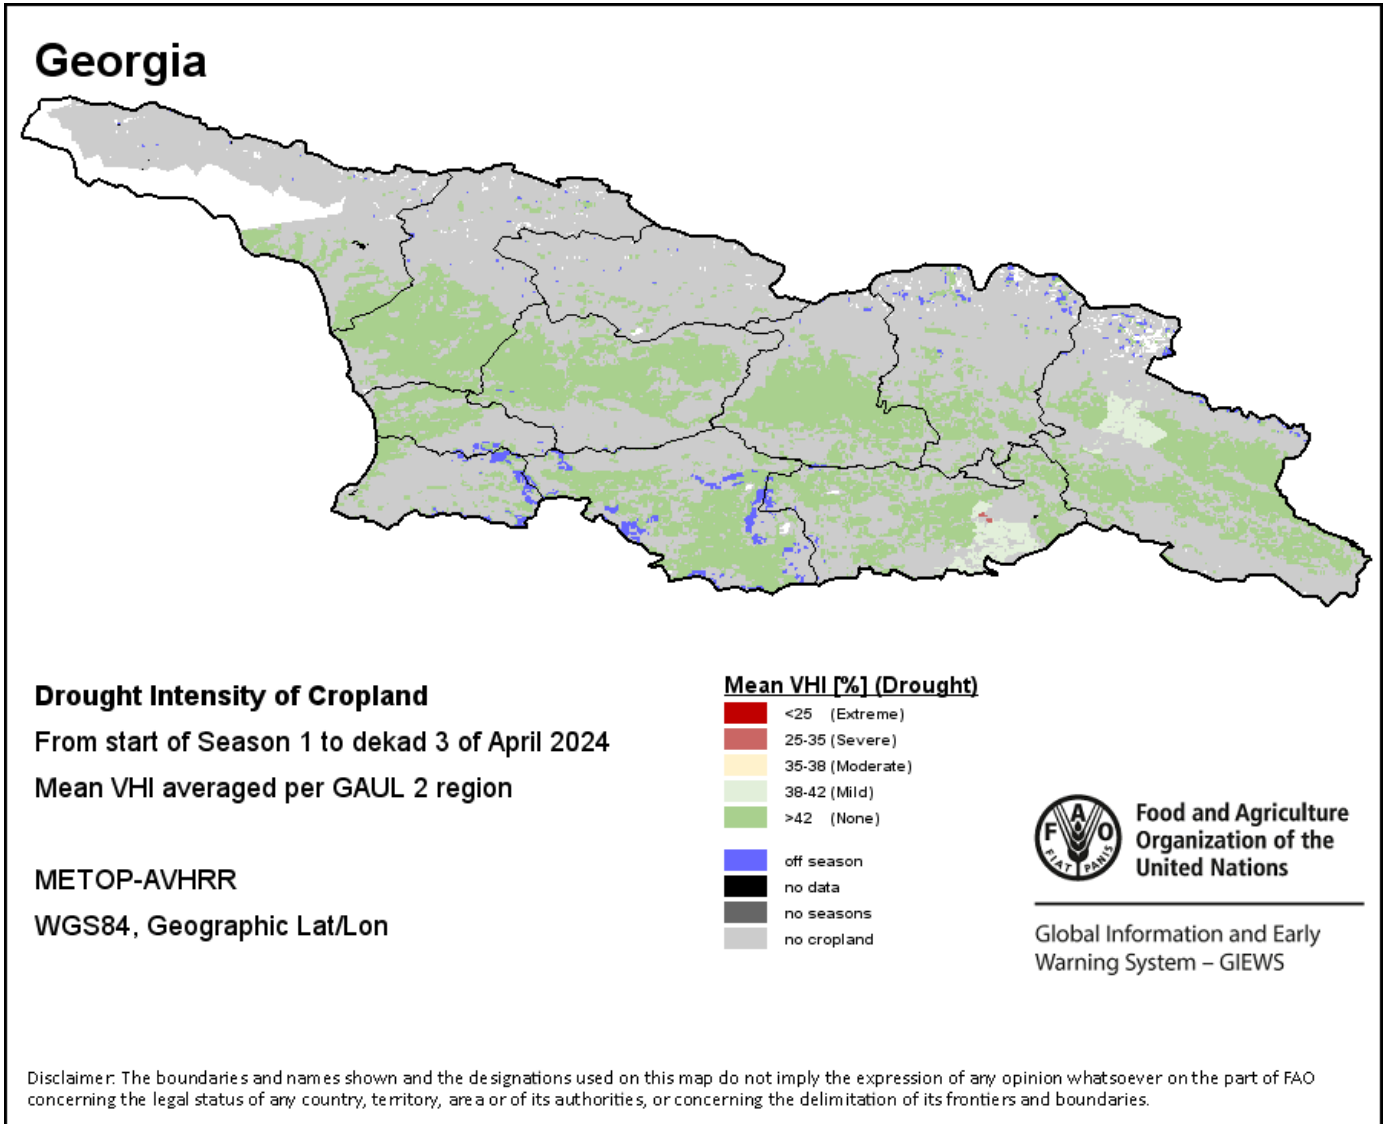 Georgia
Drought Intensity of Cropland
From start of Season 1 to dekad 3 of April 2024
Mean VHI averaged per GAUL 2 region
METOP-AVHRR
WGS84, Geographic Lat/Lon
Mean VHI [%] (Drought)
<25 (Extreme)
25-35 (Severe)
35-38 (Moderate)
38-42 (Mild)
>42 (None)
off season
no data
no seasons
no cropland
F A O
FIAT PANIS
Food and Agriculture
Organization of the
United Nations
Global Information and Early
Warning System – GIEWS
Disclaimer: The boundaries and names shown and the designations used on this map do not imply the expression of any opinion whatsoever on the part of FAO
concerning the legal status of any country, territory, area or of its authorities, or concerning the delimitation of its frontiers and boundaries.